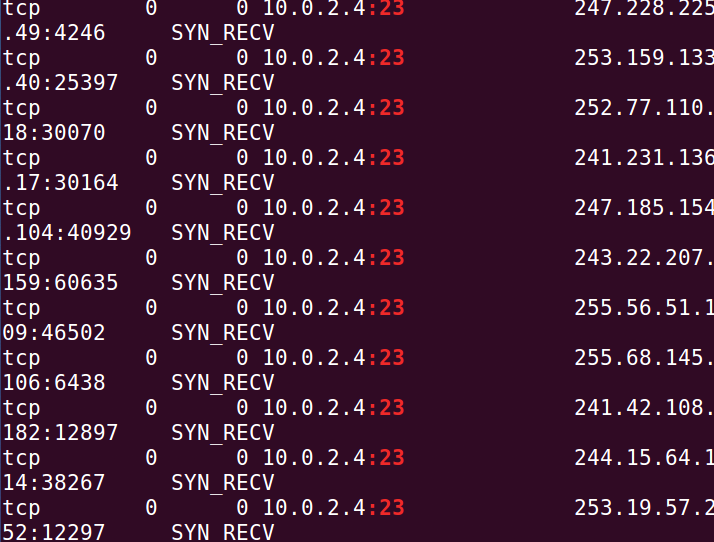 tcp 0 0 10.0.2.4:23 247.228.225
.49:4246 SYN_RECV
tcp 0 0 10.0.2.4:23 253.159.133
.40:25397 SYN_RECV
tcp 0 0 10.0.2.4:23 252.77.110.
18:30070 SYN_RECV
tcp 0 0 10.0.2.4:23 241.231.136
.17:30164 SYN_RECV
tcp 0 0 10.0.2.4:23 247.185.154
.104:40929 SYN_RECV
tcp 0 0 10.0.2.4:23 243.22.207.
159:60635 SYN_RECV
tcp 0 0 10.0.2.4:23 255.56.51.1
09:46502 SYN_RECV
tcp 0 0 10.0.2.4:23 255.68.145.
106:6438 SYN_RECV
tcp 0 0 10.0.2.4:23 241.42.108.
182:12897 SYN_RECV
tcp 0 0 10.0.2.4:23 244.15.64.1
14:38267 SYN_RECV
tcp 0 0 10.0.2.4:23 253.19.57.2
52:12297 SYN_RECV